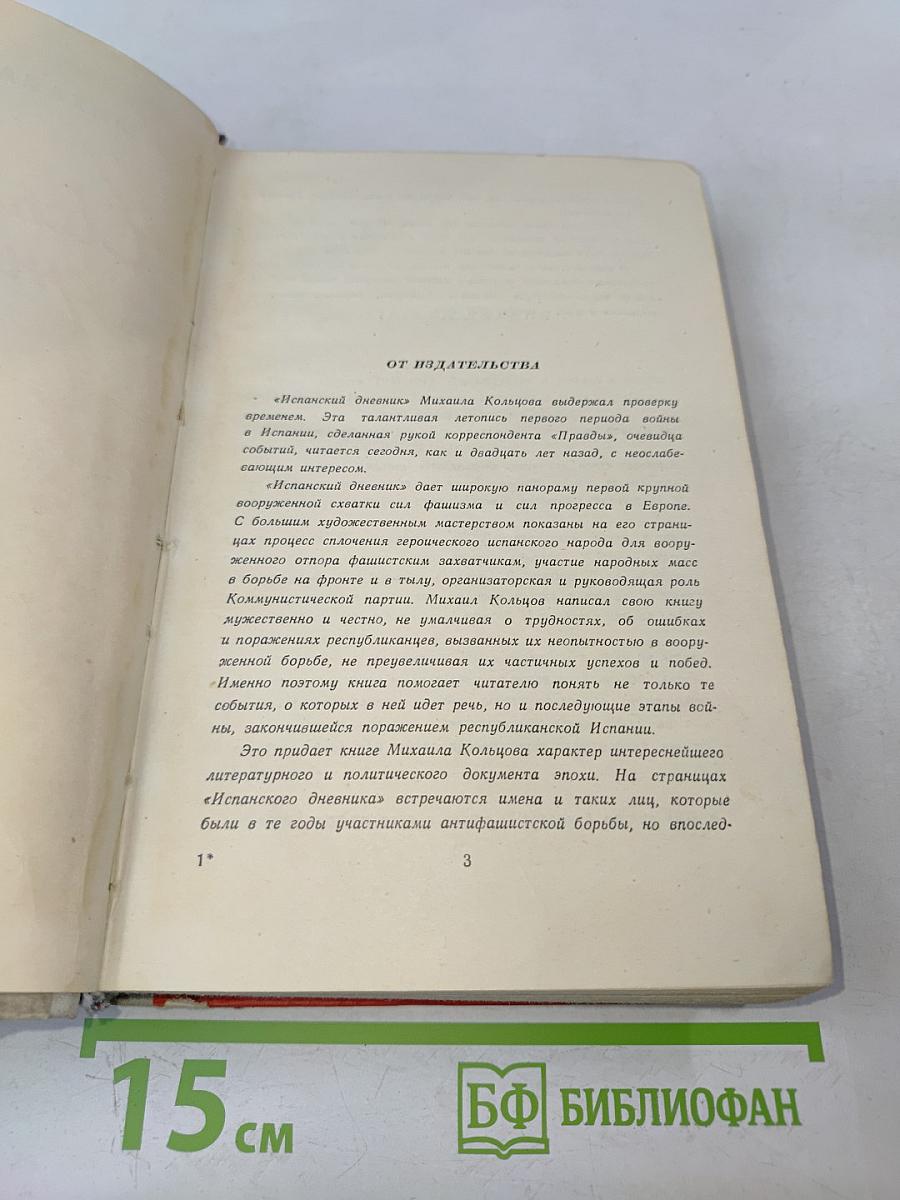 ОТ ИЗДАТЕЛЬСТВА
«Испанский дневник» Михаила Кольцова выдержал проверку
временем. Эта талантливая летопись первого периода войны
в Испании, сделанная рукой корреспондента «Правды», очевидца
событий, читается сегодня, как и двадцать лет назад, с неослабе-
вающим интересом.
«Испанский дневник» дает широкую панораму первой крупной
вооруженной схватки сил фашизма и сил прогресса в Европе.
С большим художественным мастерством показаны на его страни-
цах процесс сплочения героического испанского народа для воору-
женного отпора фашистским захватчикам, участие народных масс
в борьбе на фронте и в тылу, организаторская и руководящая роль
Коммунистической партии. Михаил Кольцов написал свою книгу
мужественно и честно, не умалчивая о трудностях, об ошибках
и поражениях республиканцев, вызванных их неопытностью в воору-
женной борьбе, не преувеличивая их частичных успехов и побед.
Именно поэтому книга помогает читателю понять не только те
события, о которых в ней идет речь, но и последующие этапы вой-
ны, закончившейся поражением республиканской Испании.
Это придает книге Михаила Кольцова характер интереснейшего
литературного и политического документа эпохи. На страницах
«Испанского дневника» встречаются имена и таких лиц, которые
были в те годы участниками антифашистской борьбы, но впослед-
1*
3
15 см
БФ БИБЛИОФАН